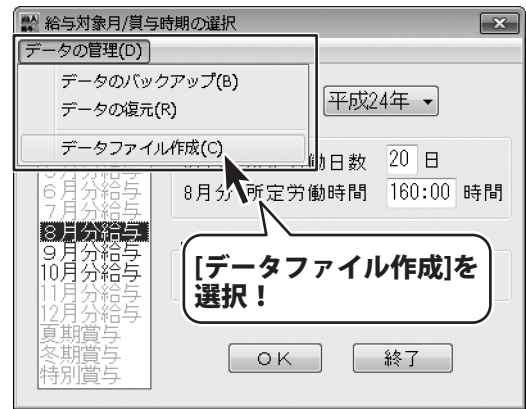 給与対象月/賞与時期の選択
データの管理(D)
データのバックアップ(B)
データの復元(R)
データファイル作成(C)
平成24年
働日数 20 日
8月分 所定労働時間 160:00 時間
5月分給与
6月分給与
7月分給与
8月分給与
9月分給与
10月分給与
11月分給与
12月分給与
夏期賞与
冬期賞与
特別賞与
[データファイル作成]を
選択！
OK
終了